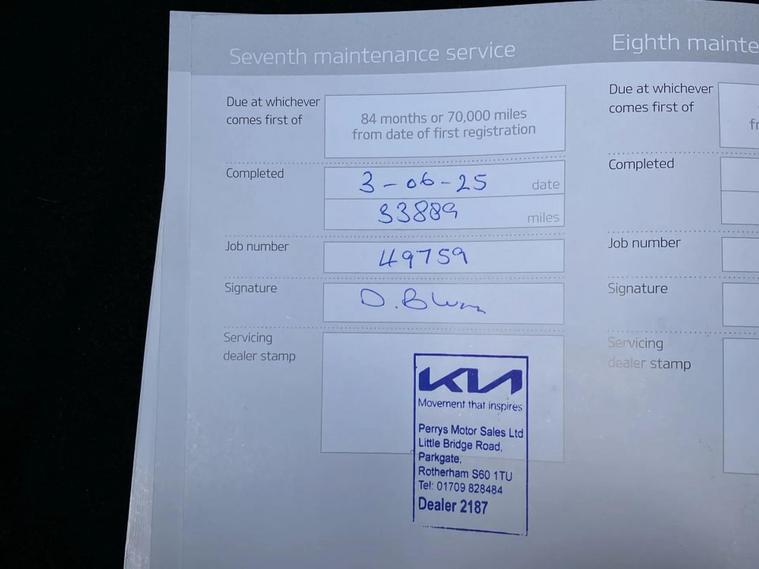 Seventh maintenance service
Due at whichever
comes first of
84 months or 70,000 miles
from date of first registration
Completed
3-06-25 date
33889 miles
Job number
49759
Signature
Servicing
dealer stamp
KIA
Movement that inspires
Perrys Motor Sales Ltd
Little Bridge Road,
Parkgate,
Rotherham S60 1TU
Tel: 01709 828484
Dealer 2187
Eighth mainte
Due at whichever
comes first of
fr
Completed
Job number
Signature
Servicing
dealer stamp